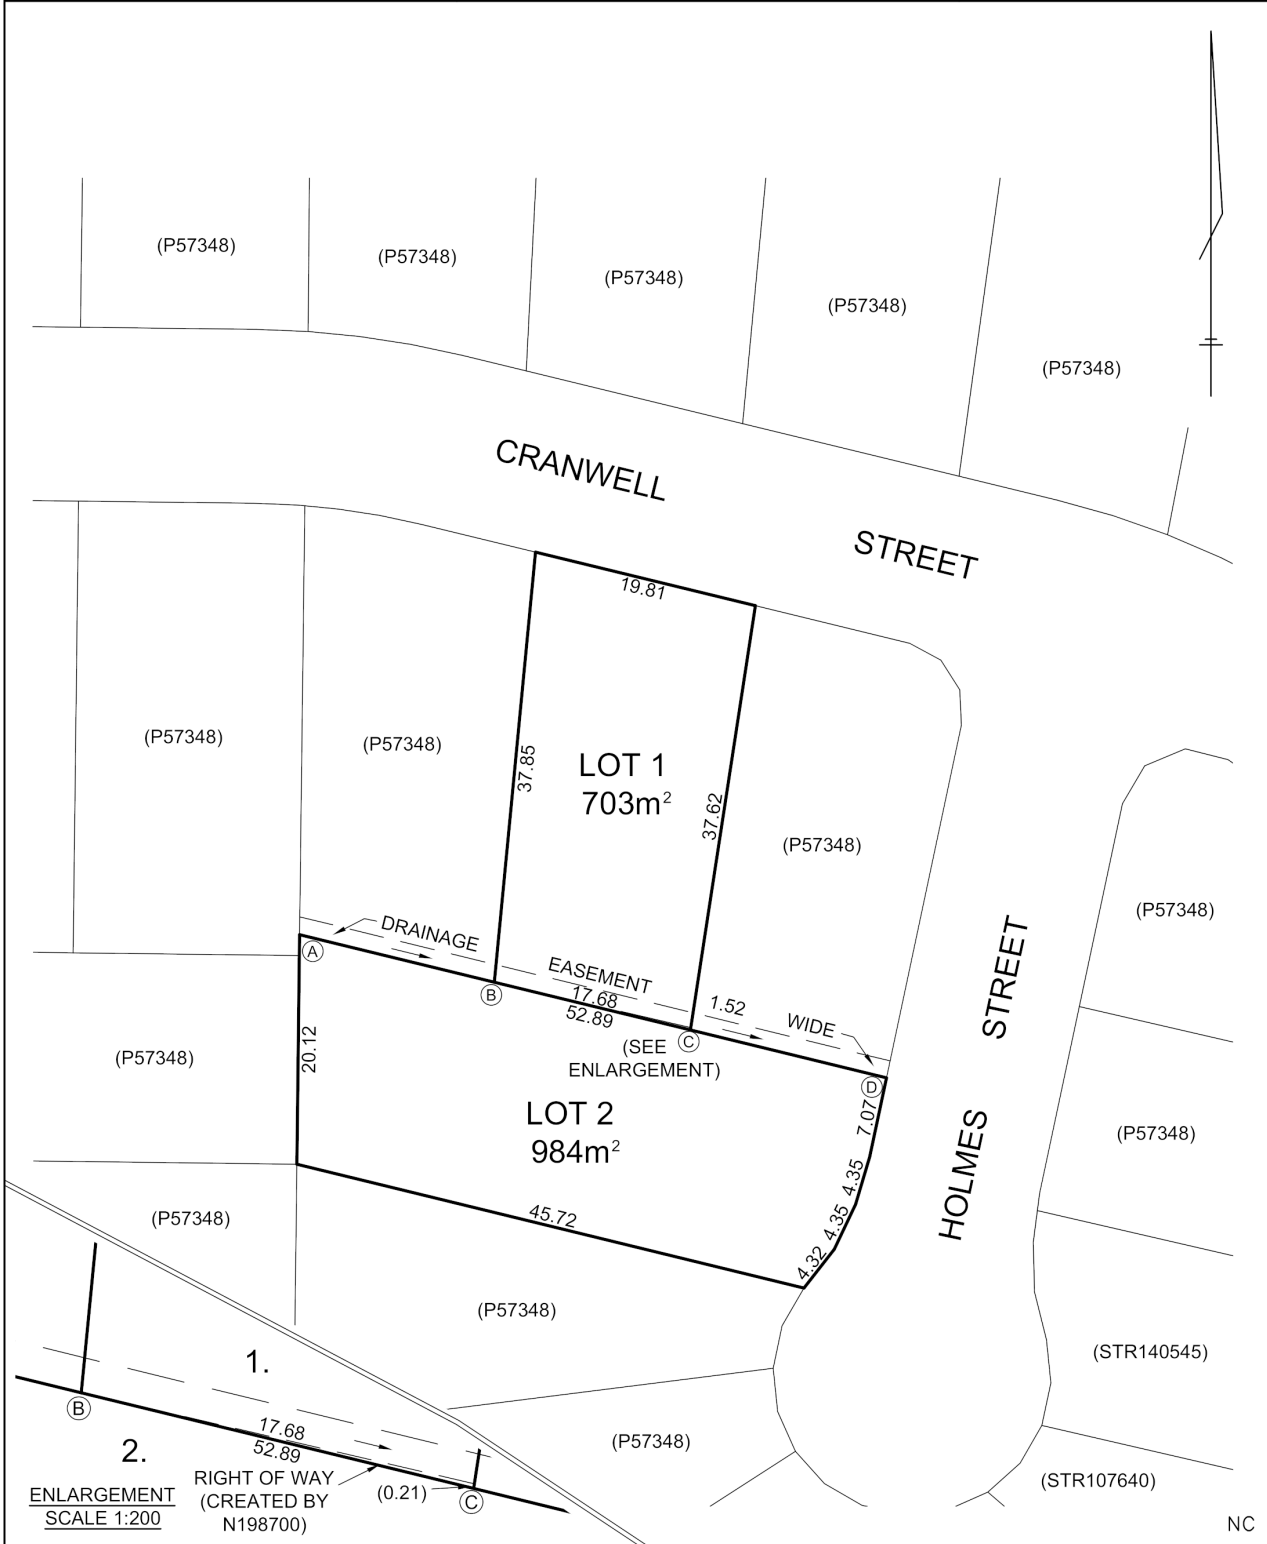 (P57348)
(P57348)
(P57348)
(P57348)
(P57348)
CRANWELL
STREET
19.81
37.85
LOT 1
703m²
37.62
(P57348)
(P57348)
(P57348)
(P57348)
DRAINAGE
EASEMENT
1.52
WIDE
A
B
17.68
52.89
C
(SEE
ENLARGEMENT)
D
HOLMES STREET
(P57348)
20.12
LOT 2
984m²
7.07
4.35
4.35
4.32
45.72
(P57348)
(P57348)
(P57348)
(STR140545)
(P57348)
(STR107640)
1.
B
17.68
52.89
2.
RIGHT OF WAY
(CREATED BY
N198700)
(0.21)
C
ENLARGEMENT
SCALE 1:200
NC